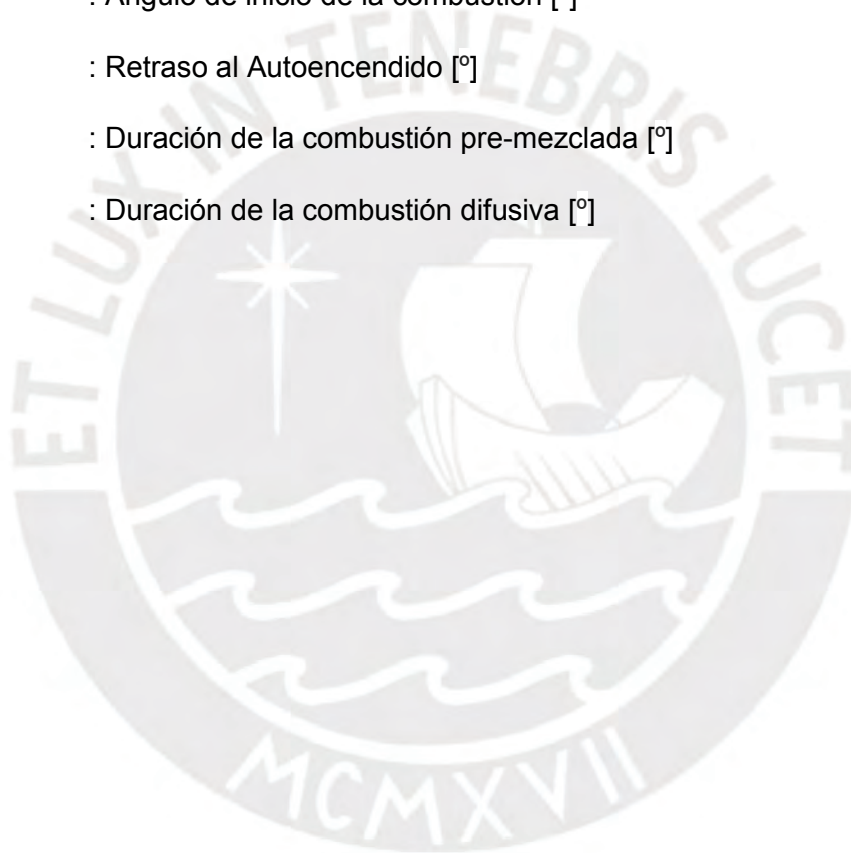 : Angulo de inicio de la combustión [º]
: Retraso al Autoencendido [º]
: Duración de la combustión pre-mezclada [º]
: Duración de la combustión difusiva [º]
ET LUX IN TENEBRIS LUCET
MCMXVII